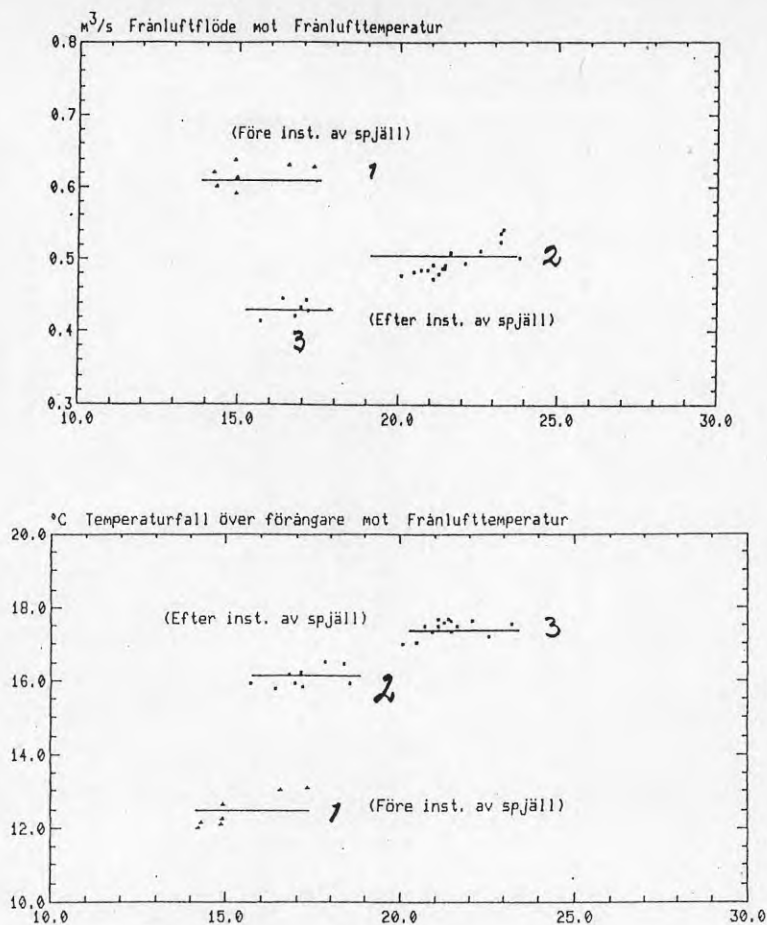 m³/s Frånluftflöde mot Frånlufttemperatur
0.8
0.7
(Före inst. av spjäll)
1
0.6
0.5
2
0.4
(Efter inst. av spjäll)
3
0.3
10.0 15.0 20.0 25.0 30.0
°C Temperaturfall över förångare mot Frånlufttemperatur
20.0
18.0
(Efter inst. av spjäll)
3
16.0
2
14.0
1 (Före inst. av spjäll)
12.0
10.0
10.0 15.0 20.0 25.0 30.0